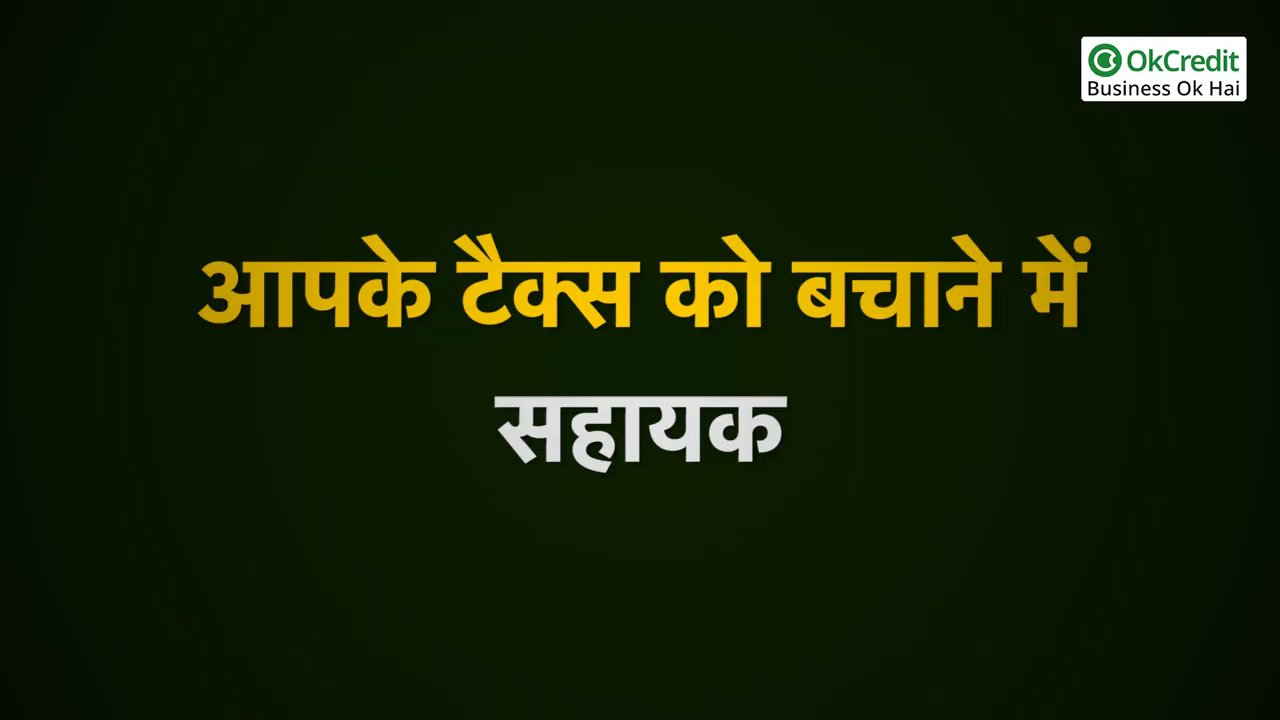 OkCredit
Business Ok Hai
आपके टैक्स को बचाने में
सहायक